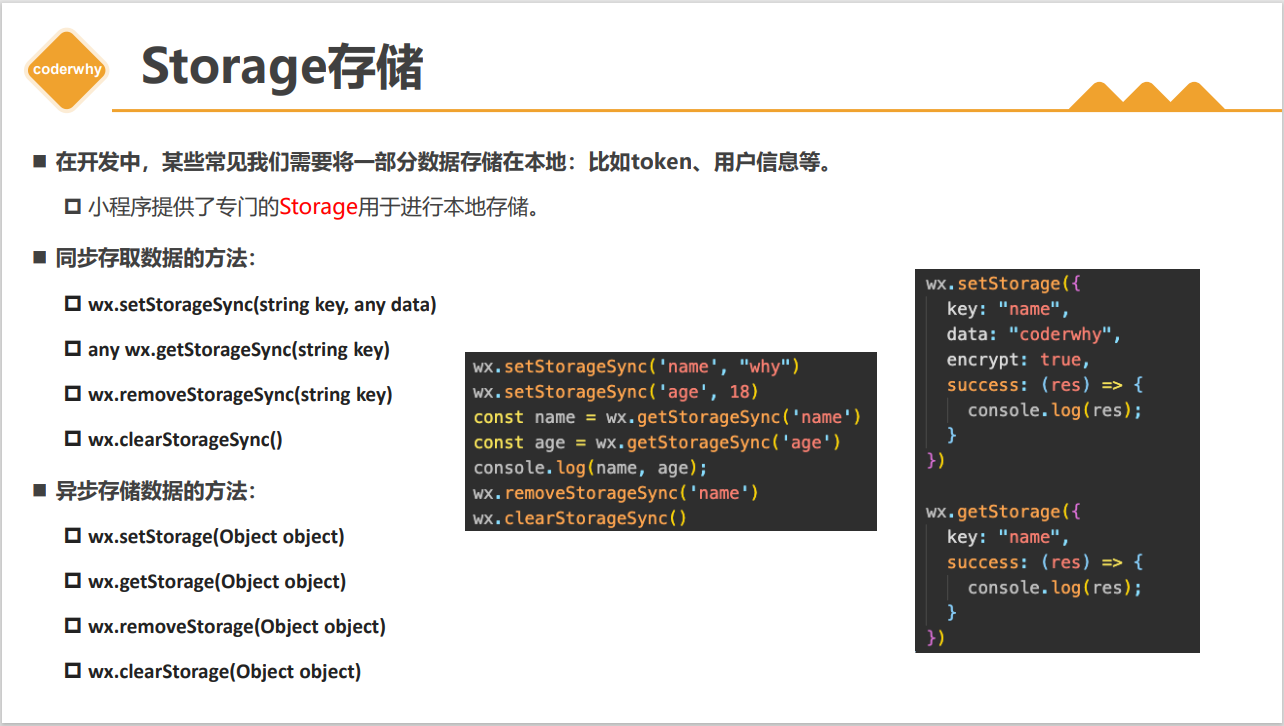 coderwhy
Storage存储
在开发中，某些常见我们需要将一部分数据存储在本地：比如token、用户信息等。
小程序提供了专门的Storage用于进行本地存储。
同步存取数据的方法：
wx.setStorageSync(string key, any data)
any wx.getStorageSync(string key)
wx.removeStorageSync(string key)
wx.clearStorageSync()
异步存储数据的方法：
wx.setStorage(Object object)
wx.getStorage(Object object)
wx.removeStorage(Object object)
wx.clearStorage(Object object)
wx.setStorageSync('name', "why")
wx.setStorageSync('age', 18)
const name = wx.getStorageSync('name')
const age = wx.getStorageSync('age')
console.log(name, age);
wx.removeStorageSync('name')
wx.clearStorageSync()
wx.setStorage({
  key: "name",
  data: "coderwhy",
  encrypt: true,
  success: (res) => {
    console.log(res);
  }
})
wx.getStorage({
  key: "name",
  success: (res) => {
    console.log(res);
  }
})